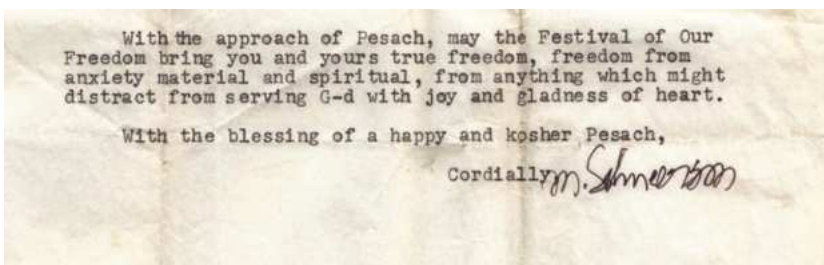 With the approach of Pesach, may the Festival of Our
Freedom bring you and yours true freedom, freedom from
anxiety material and spiritual, from anything which might
distract from serving G-d with joy and gladness of heart.
With the blessing of a happy and kosher Pesach,
Cordially M. Schneerson